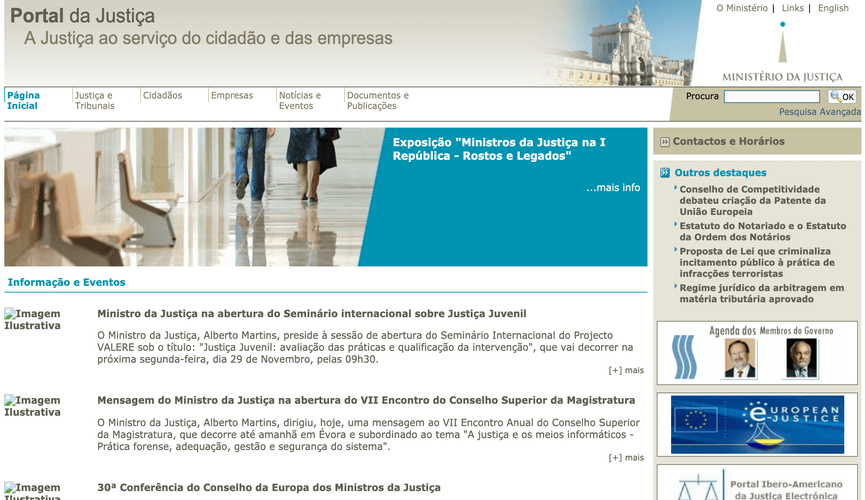 Portal da Justiça
A Justiça ao serviço do cidadão e das empresas
O Ministério | Links | English
MINISTÉRIO DA JUSTIÇA
Página
Inicial
Justiça e
Tribunais
Cidadãos
Empresas
Notícias e
Eventos
Documentos e
Publicações
Procura
OK
Pesquisa Avançada
Exposição "Ministros da Justiça na I
República - Rostos e Legados"
...mais info
Informação e Eventos
Imagem
Ilustrativa
Ministro da Justiça na abertura do Seminário internacional sobre Justiça Juvenil
O Ministro da Justiça, Alberto Martins, preside à sessão de abertura do Seminário Internacional do Projecto
VALERE sob o título: "Justiça Juvenil: avaliação das práticas e qualificação da intervenção", que vai decorrer na
próxima segunda-feira, dia 29 de Novembro, pelas 09h30.
[+] mais
Imagem
Ilustrativa
Mensagem do Ministro da Justiça na abertura do VII Encontro do Conselho Superior da Magistratura
O Ministro da Justiça, Alberto Martins, dirigiu, hoje, uma mensagem ao VII Encontro Anual do Conselho Superior
da Magistratura, que decorre até amanhã em Évora e subordinado ao tema "A justiça e os meios informáticos -
Prática forense, adequação, gestão e segurança do sistema".
[+] mais
Imagem
Ilustrativa
30ª Conferência do Conselho da Europa dos Ministros da Justiça
Contactos e Horários
Outros destaques
Conselho de Competitividade
debateu criação da Patente da
União Europeia
Estatuto do Notariado e o Estatuto
da Ordem dos Notários
Proposta de Lei que criminaliza
incitamento público à prática de
infracções terroristas
Regime jurídico da arbitragem em
matéria tributária aprovado
Agenda dos Membros do Governo
EUROPEAN
e-JUSTICE
Portal Ibero-Americano
da Justiça Electrónica